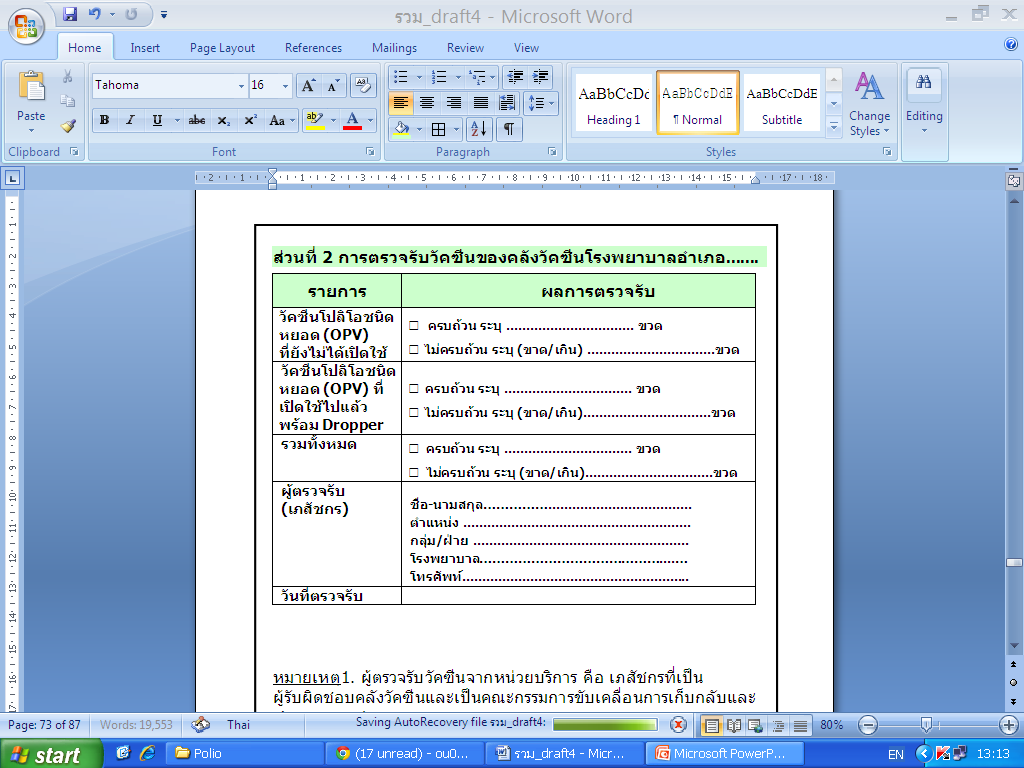 รวม_draft4 - Microsoft Word
Home Insert Page Layout References Mailings Review View
Paste
Clipboard
Tahoma 16
Font
Paragraph
AaBbCcDc AaBbCcDdE AaBbCcDdE
Heading 1 ¶ Normal Subtitle
Change Styles
Styles
Editing
ส่วนที่ 2 การตรวจรับวัคซีนของคลังวัคซีนโรงพยาบาลอำเภอ.......
รายการ ผลการตรวจรับ
วัคซีนโปลิโอชนิด
หยอด (OPV)
ที่ยังไม่ได้เปิดใช้
□ ครบถ้วน ระบุ ................................ ขวด
□ ไม่ครบถ้วน ระบุ (ขาด/เกิน) ................................ขวด
วัคซีนโปลิโอชนิด
หยอด (OPV) ที่
เปิดใช้ไปแล้ว
พร้อม Dropper
□ ครบถ้วน ระบุ ................................ ขวด
□ ไม่ครบถ้วน ระบุ (ขาด/เกิน)................................ขวด
รวมทั้งหมด
□ ครบถ้วน ระบุ ................................ ขวด
□ ไม่ครบถ้วน ระบุ (ขาด/เกิน)................................ขวด
ผู้ตรวจรับ
(เภสัชกร)
ชื่อ-นามสกุล....................................................
ตำแหน่ง .........................................................
กลุ่ม/ฝ่าย ......................................................
โรงพยาบาล....................................................
โทรศัพท์.........................................................
วันที่ตรวจรับ
หมายเหตุ1. ผู้ตรวจรับวัคซีนจากหน่วยบริการ คือ เภสัชกรที่เป็น
ผู้รับผิดชอบคลังวัคซีนและเป็นคณะกรรมการขับเคลื่อนการเก็บกลับและ
Page: 73 of 87 Words: 19,553 Thai Saving AutoRecovery file รวม_draft4: 80%
start Polio (17 unread) - ou0... รวม_draft4 - Micr... Microsoft PowerP... EN 13:13